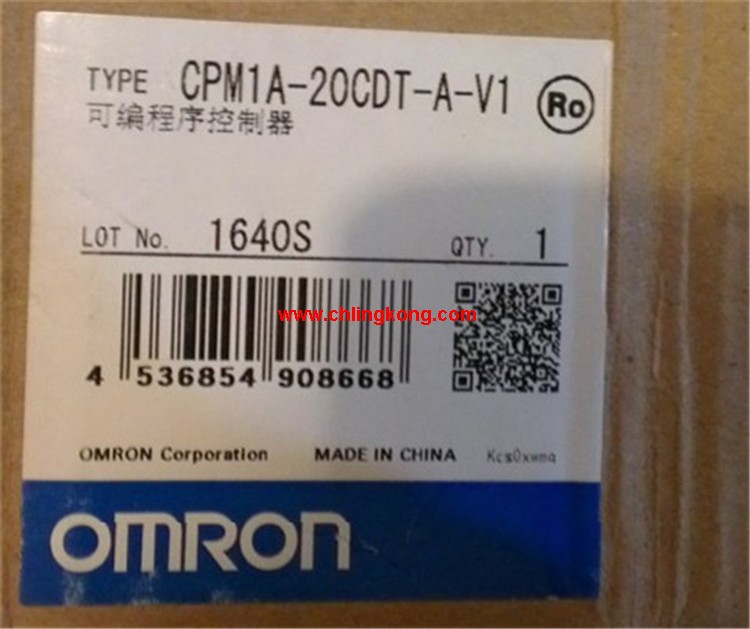 TYPE CPM1A-20CDT-A-V1 Ro
可编程序控制器
LOT No. 1640S QTY. 1
www.chlingkong.com
4 536854 908668
OMRON Corporation MADE IN CHINA
OMRON